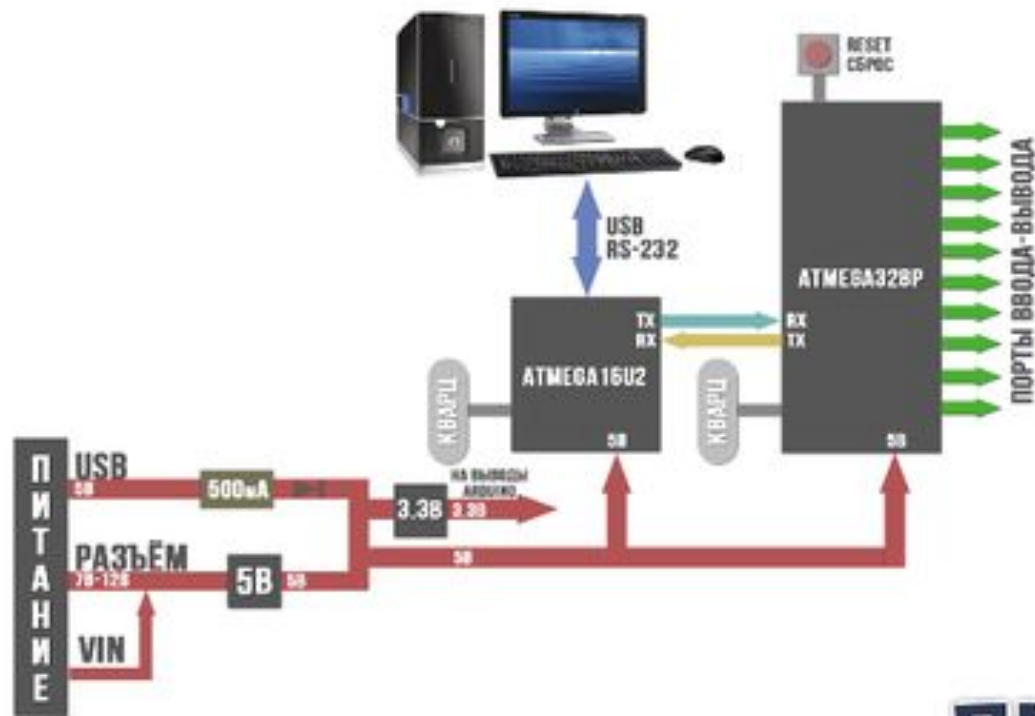 RESET
СБРОС
USB
RS-232
ATMEGA328P
TX
RX
RX
TX
ATMEGA16U2
КВАРЦ
КВАРЦ
5В
5В
ПОРТЫ ВВОДА-ВЫВОДА
ПИТАНИЕ
USB
5В
500мА
НА ВЫВОДЫ
ARDUINO
3.3В
3.3В
5В
РАЗЪЁМ
7В-12В
5В
5В
VIN